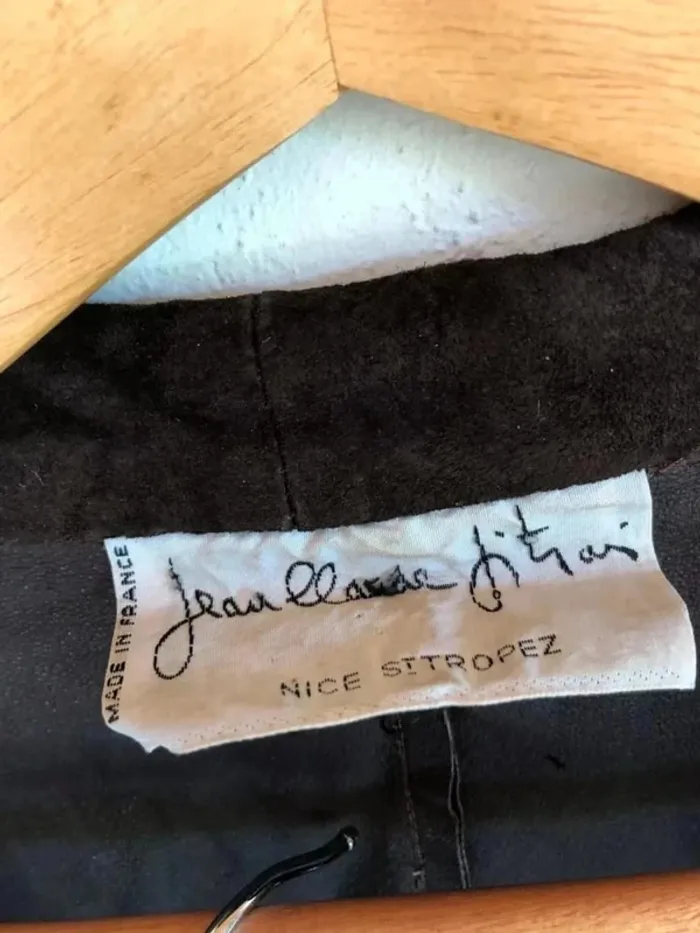 MADE IN FRANCE
Jean Claude Jitrois
NICE ST TROPEZ